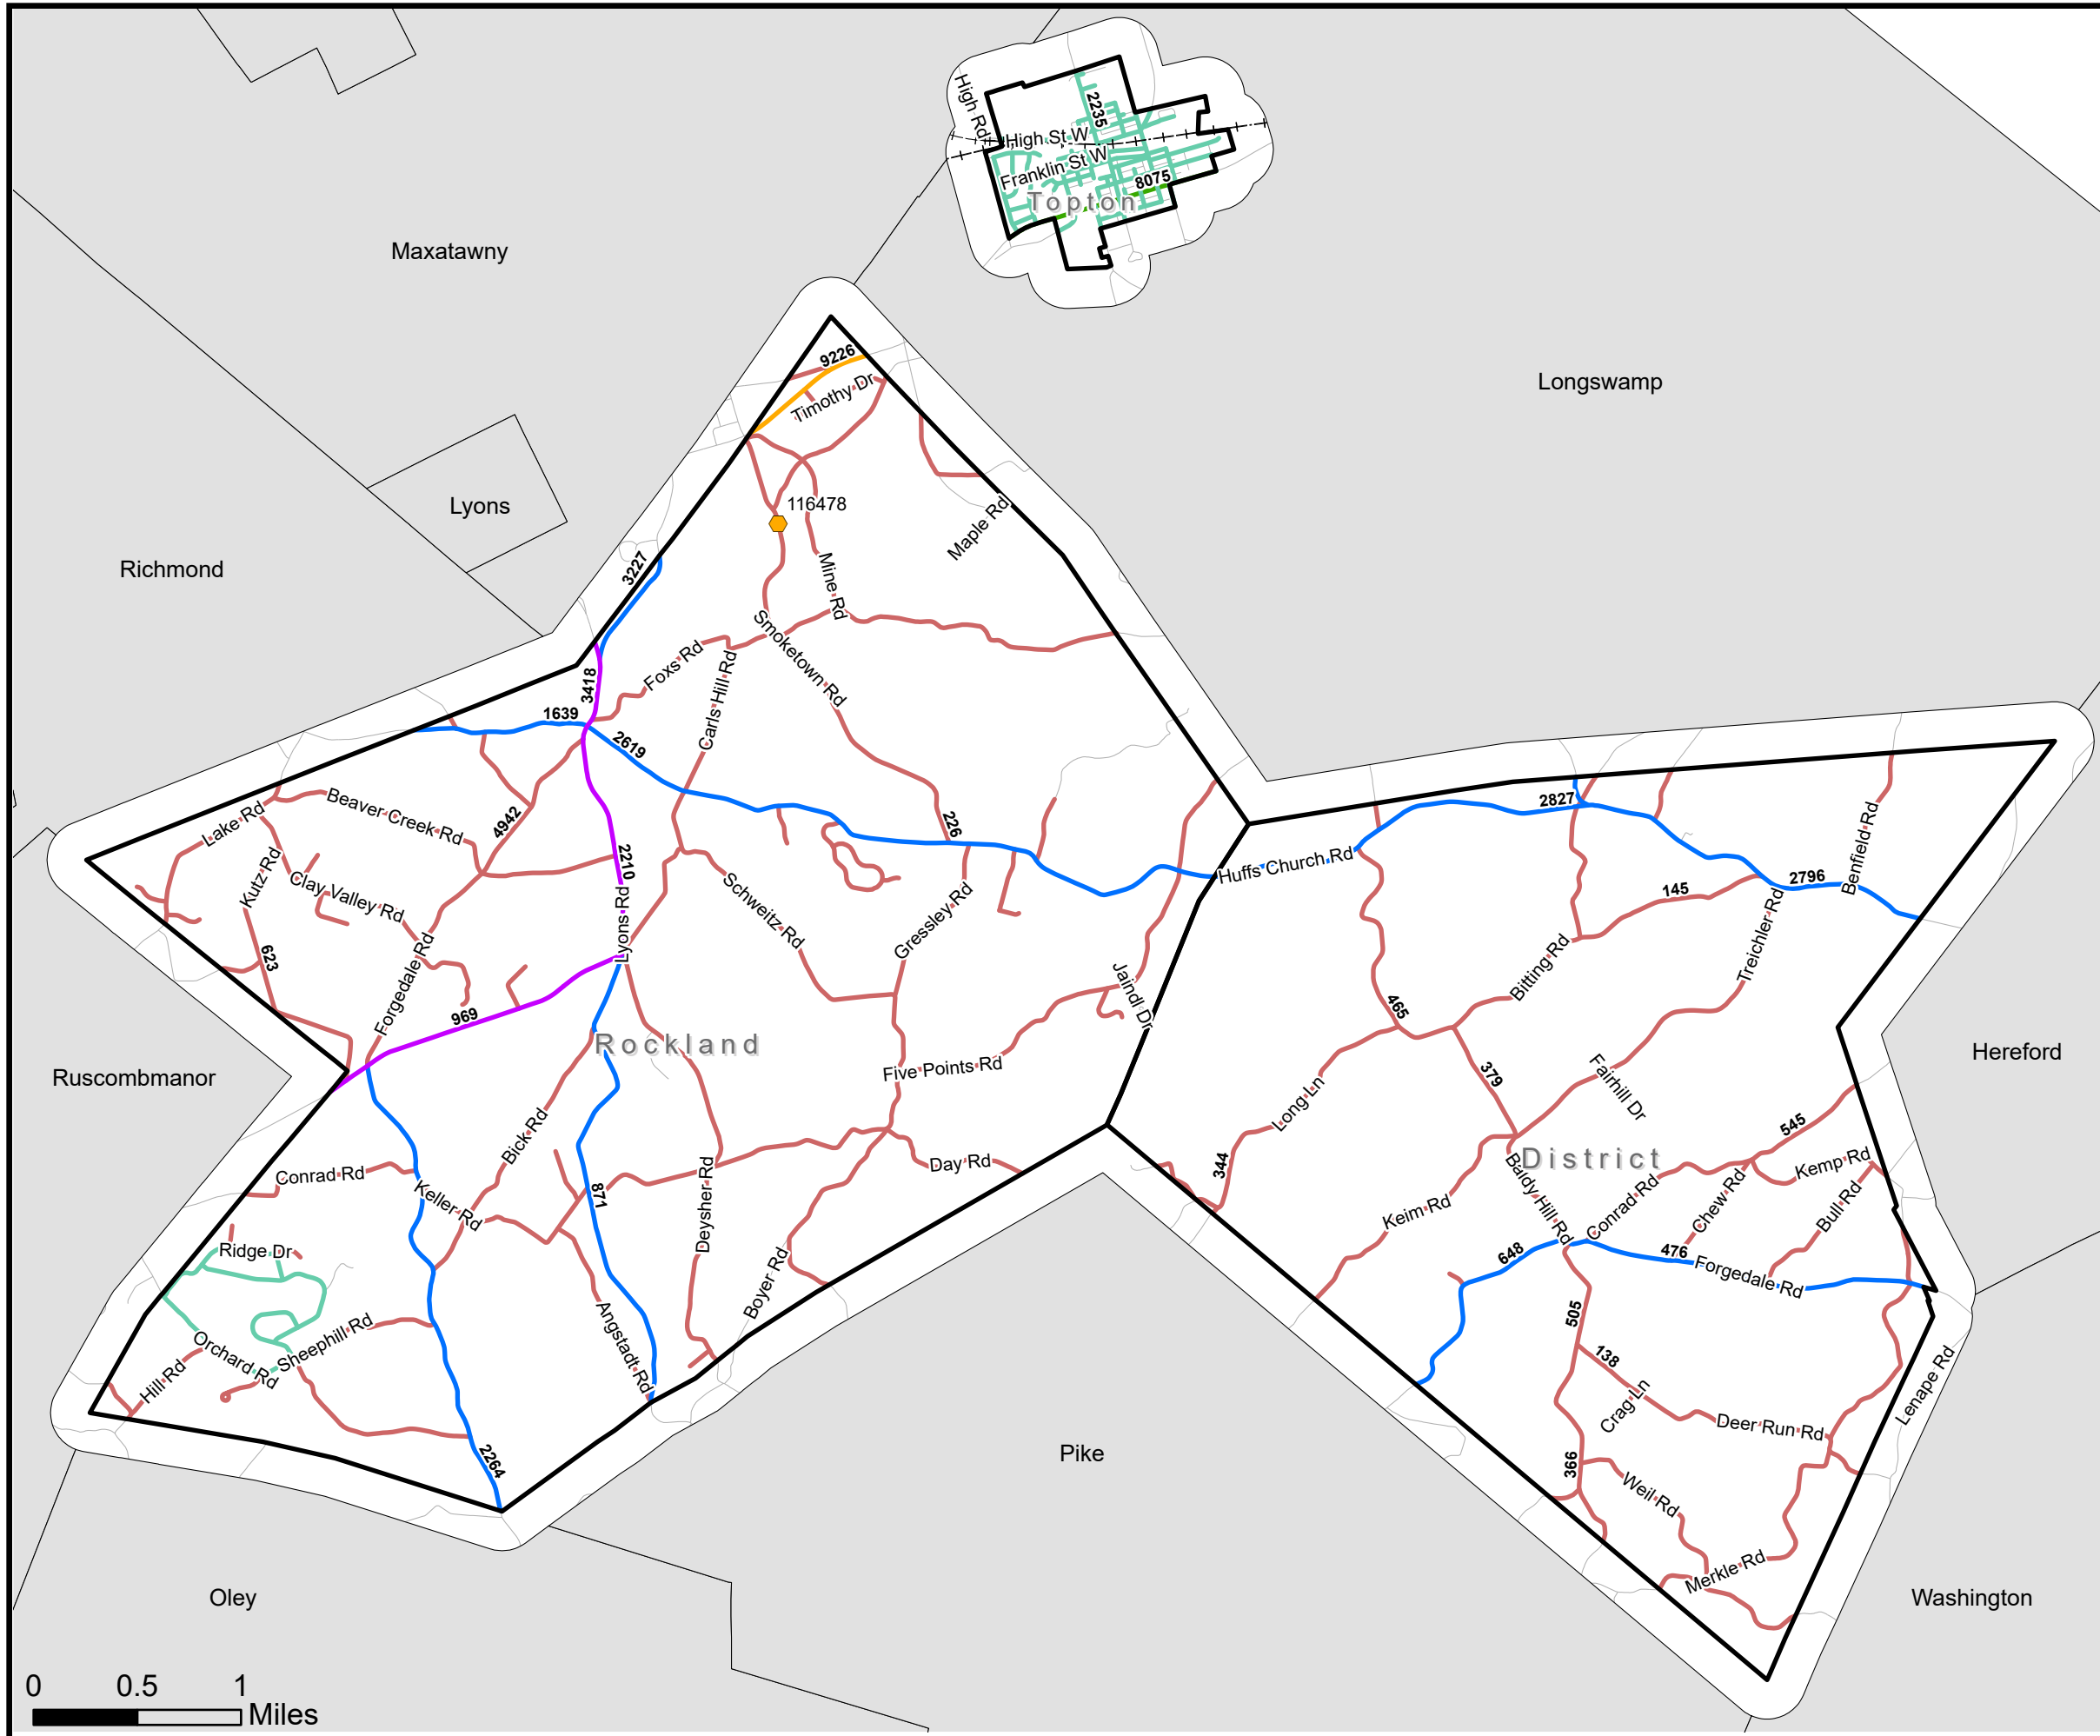 High Rd
2235
High St W
Franklin St W
8075
Topton
Maxatawny
Longswamp
9226
Timothy Dr
Lyons
116478
Maple Rd
Richmond
3227
Mine Rd
Smoketown Rd
Foxs Rd
Carls Hill Rd
3418
1639
2619
Lake Rd
Beaver Creek Rd
4942
226
2827
Benfield Rd
Kutz Rd
Clay Valley Rd
2210
Huffs Church Rd
2796
145
Schweitz Rd
Gressley Rd
Lyons Rd
Treichler Rd
623
Forgedale Rd
Bitting Rd
Jaindl Dr
465
969
Rockland
Hereford
Ruscombmanor
Five Points Rd
379
Fairhill Dr
Long Ln
545
Bick Rd
District
Conrad Rd
Day Rd
344
Baldy Hill Rd
Kemp Rd
Keller Rd
871
Deysher Rd
Keim Rd
Conrad Rd
Chew Rd
Bull Rd
Ridge Dr
648
476
Forgedale Rd
Boyer Rd
505
Orchard Rd
Sheephill Rd
Angstadt Rd
Hill Rd
138
Crag Ln
Lenape Rd
Deer Run Rd
2264
Pike
366
Weil Rd
Merkle Rd
Oley
Washington
0 0.5 1
Miles